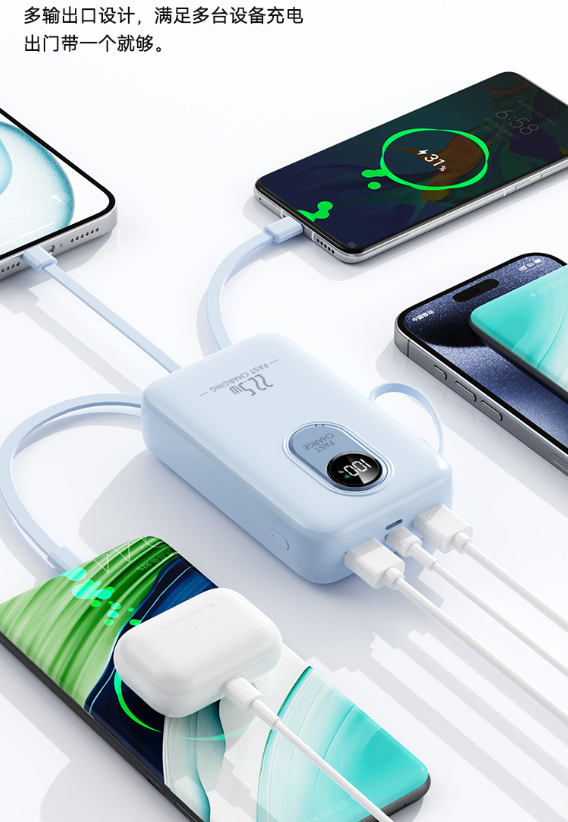 多输出口设计，满足多台设备充电
出门带一个就够。
6:58
31%
FAST CHARGING
22.5W
FAST
CHARGE
100%